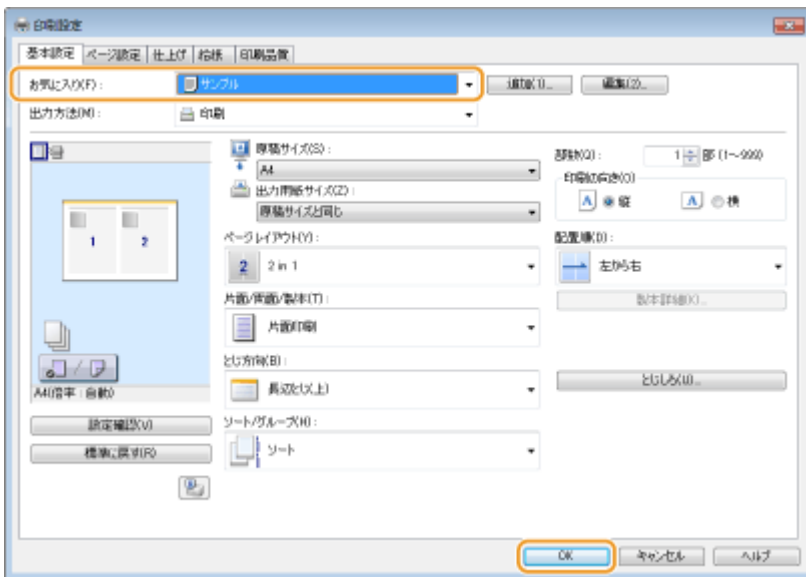 印刷設定
基本設定 ページ設定 仕上げ 給紙 印刷品質
お気に入り(F): サンプル 追加(1)... 編集(2)...
出力方法(M): 印刷
原稿サイズ(S):
A4
出力用紙サイズ(Z):
原稿サイズと同じ
部数(Q): 1 部 (1~999)
印刷の向き(O)
A 縦 A 横
1 2
ページレイアウト(Y):
2 2 in 1
配置順(D):
左から右
片面/両面/製本(T):
片面印刷
製本詳細(K)...
とじ方向(B):
長辺とじ(上)
とじしろ(U)...
A4(倍率:自動)
設定確認(V)
標準に戻す(R)
ソート/グループ(H):
ソート
OK キャンセル ヘルプ